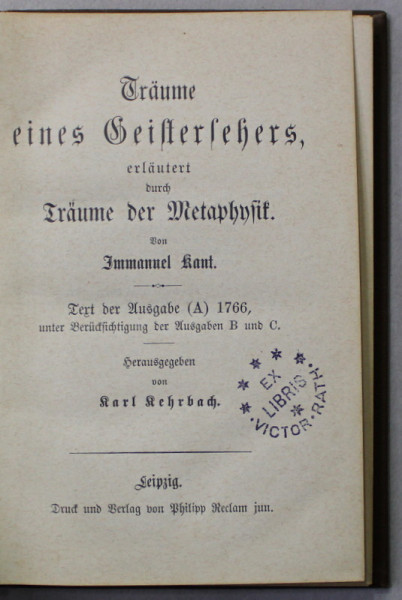 Träume
eines Geiſterſehers,
erläutert
durch
Träume der Metaphyſik.
Von
Immanuel Kant.
Text der Ausgabe (A) 1766,
unter Berückſichtigung der Ausgaben B und C.
Herausgegeben
von
Karl Kehrbach.
EX
LIBRIS
VICTOR·RATH·
Leipzig.
Druck und Verlag von Philipp Reclam jun.